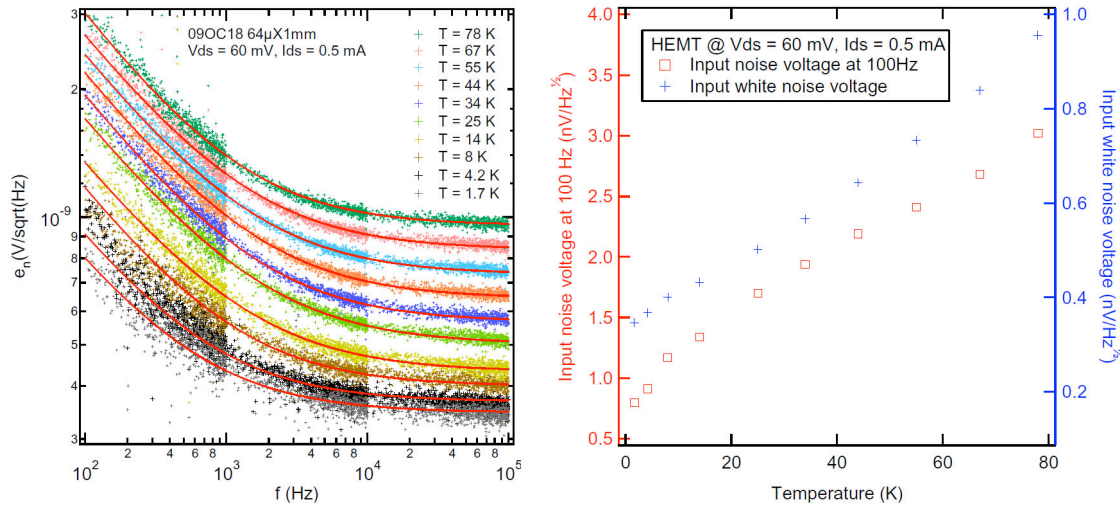 09OC18 64µX1mm
Vds = 60 mV, Ids = 0.5 mA
T = 78 K
T = 67 K
T = 55 K
T = 44 K
T = 34 K
T = 25 K
T = 14 K
T = 8 K
T = 4.2 K
T = 1.7 K
e_n(V/sqrt(Hz)
2
10^-9
9
8
7
6
5
4
3
10^2 2 4 6 8 10^3 2 4 6 8 10^4 2 4 6 8 10^5
f (Hz)
HEMT @ Vds = 60 mV, Ids = 0.5 mA
Input noise voltage at 100Hz
Input white noise voltage
Input noise voltage at 100 Hz (nV/Hz^½)
4.0
3.5
3.0
2.5
2.0
1.5
1.0
0.5
0 20 40 60 80
Temperature (K)
1.0
0.8
0.6
0.4
0.2
Input white noise voltage (nV/Hz^½)